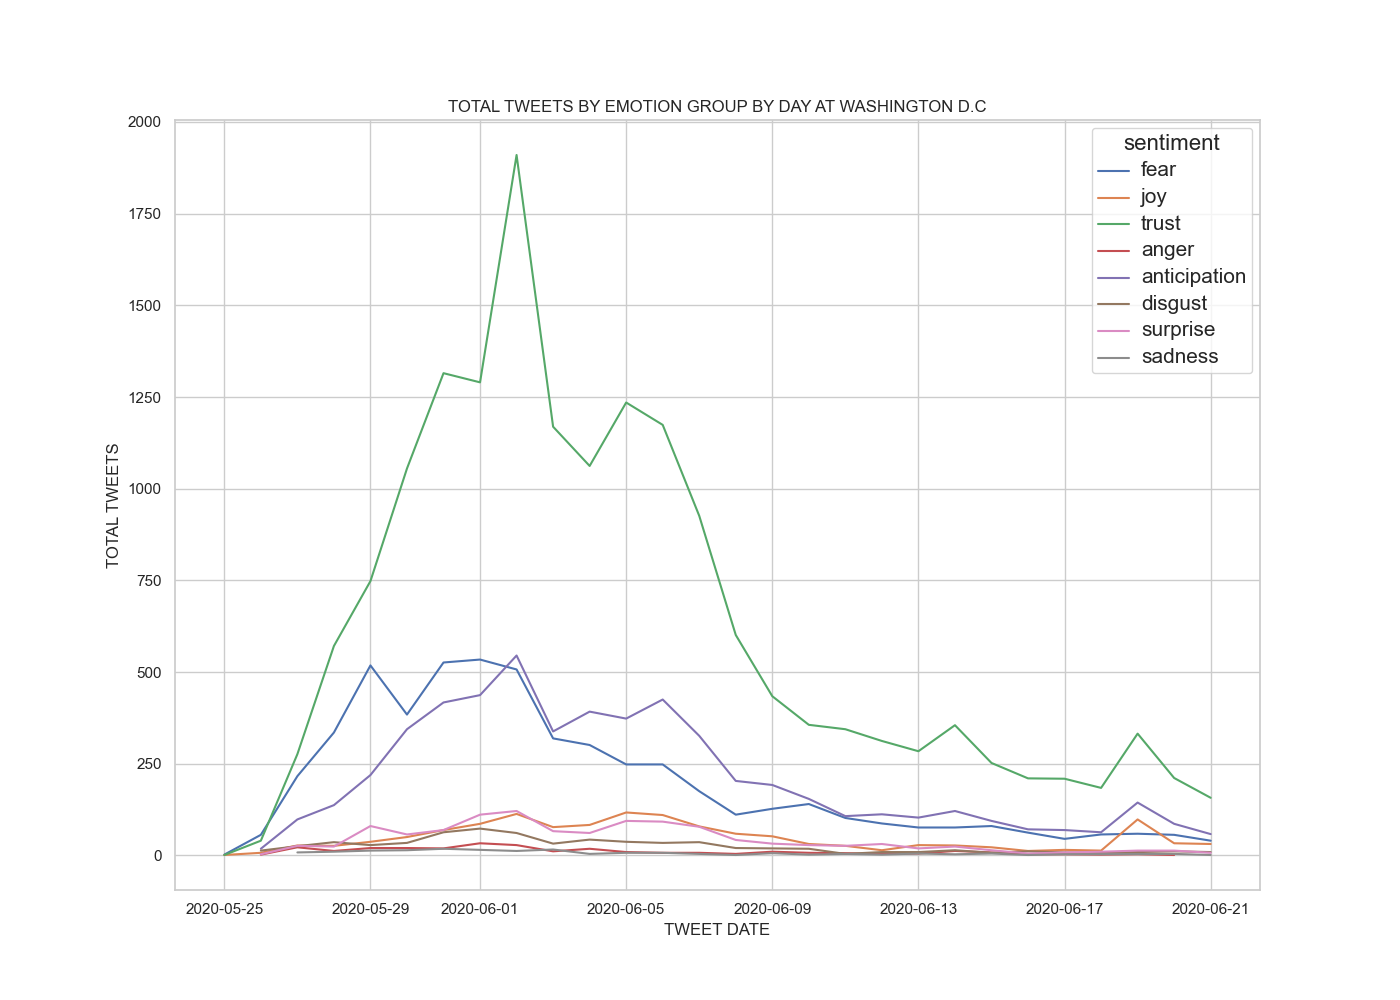 TOTAL TWEETS BY EMOTION GROUP BY DAY AT WASHINGTON D.C
2000
1750
1500
1250
1000
750
500
250
0
TOTAL TWEETS
sentiment
fear
joy
trust
anger
anticipation
disgust
surprise
sadness
2020-05-25 2020-05-29 2020-06-01 2020-06-05 2020-06-09 2020-06-13 2020-06-17 2020-06-21
TWEET DATE